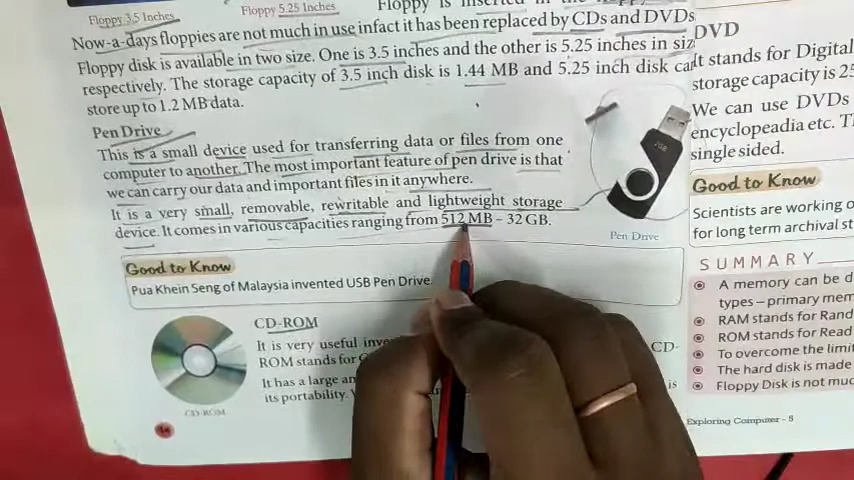 Floppy 3.5 Inches
Floppy 5.25 Inches
Floppy is inserted in the
Now-a-days floppies are not much in use infact it has been replaced by CDs and DVDs
Floppy disk is available in two size. One is 3.5 inches and the other is 5.25 inches in siz
respectively. The storage capacity of 3.5 inch disk is 1.44 MB and 5.25 inch disk ca
store up to 1.2 MB data.
Pen Drive
This is a small device used for transferring data or files from one
computer to another. The most important feature of pen drive is that
we can carry our data and important files in it anywhere.
It is a very small, removable, rewritable and lightweight storage
device. It comes in various capacities ranging from 512 MB – 32 GB.
Pen Drive
Good to Know
Pua Khein Seng of Malaysia invented USB Pen Drive.
CD-ROM
It is very useful inve
CD-
ROM stands for
It has a large
is
its portability.
CD-ROM
14
DVD
It stands for Digital
storage capacity is 25
We can use DVDs
encyclopeadia etc.
single sided.
Good to Know
Scientists are working o
for long term archival st
SUMMARY
A memory can be d
types – primary mem
RAM stands for Rand
ROM stands for Read
To overcome the limit
The hard disk is made
Floppy Disk is not muc
Exploring Computer - 5